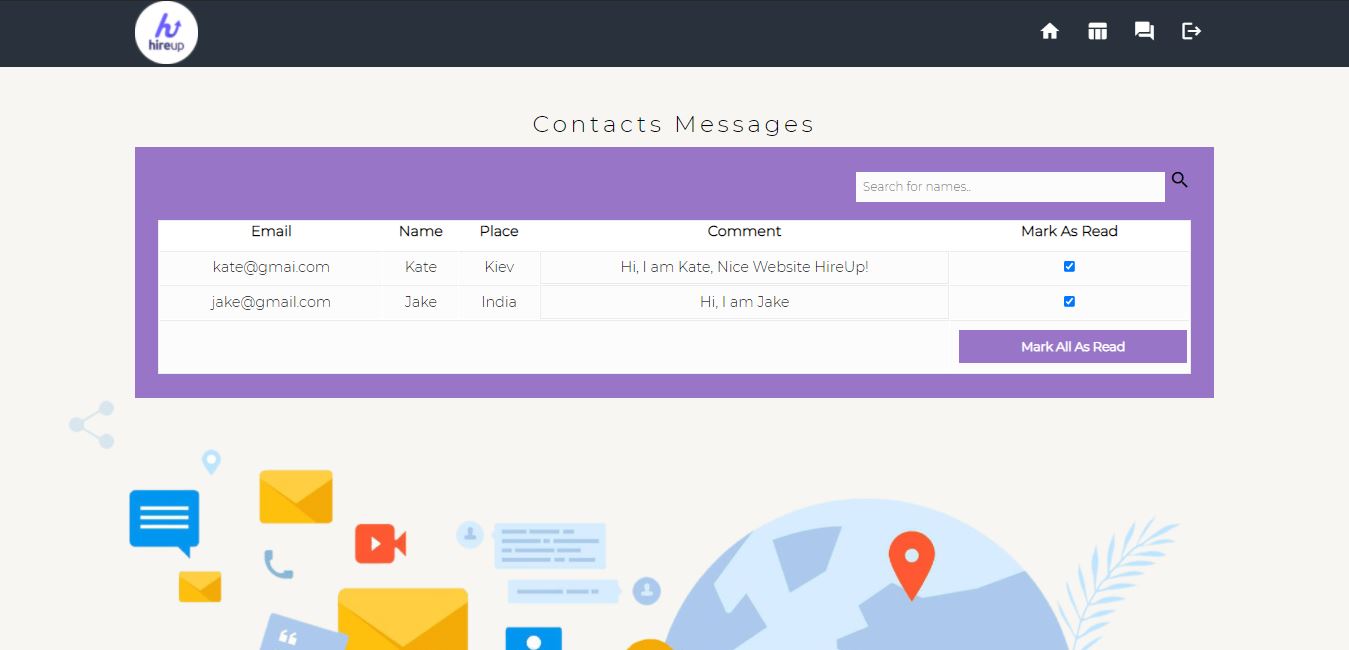 hireup
Contacts Messages
Search for names..
Email Name Place Comment Mark As Read
kate@gmai.com Kate Kiev Hi, I am Kate, Nice Website HireUp!
jake@gmail.com Jake India Hi, I am Jake
Mark All As Read